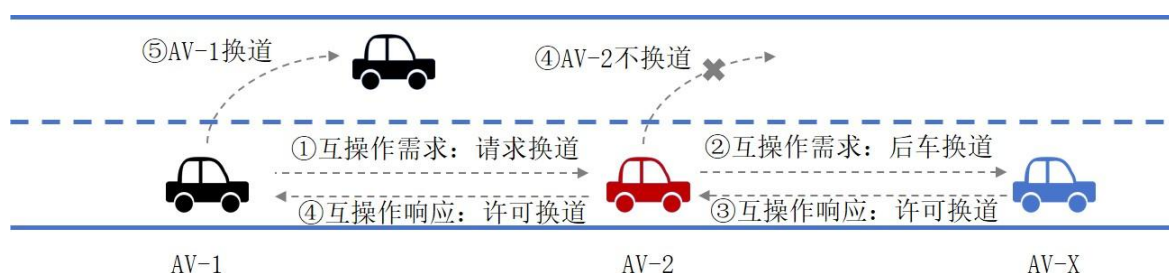 ⑤AV-1换道
④AV-2不换道
①互操作需求：请求换道
②互操作需求：后车换道
④互操作响应：许可换道
③互操作响应：许可换道
AV-1
AV-2
AV-X